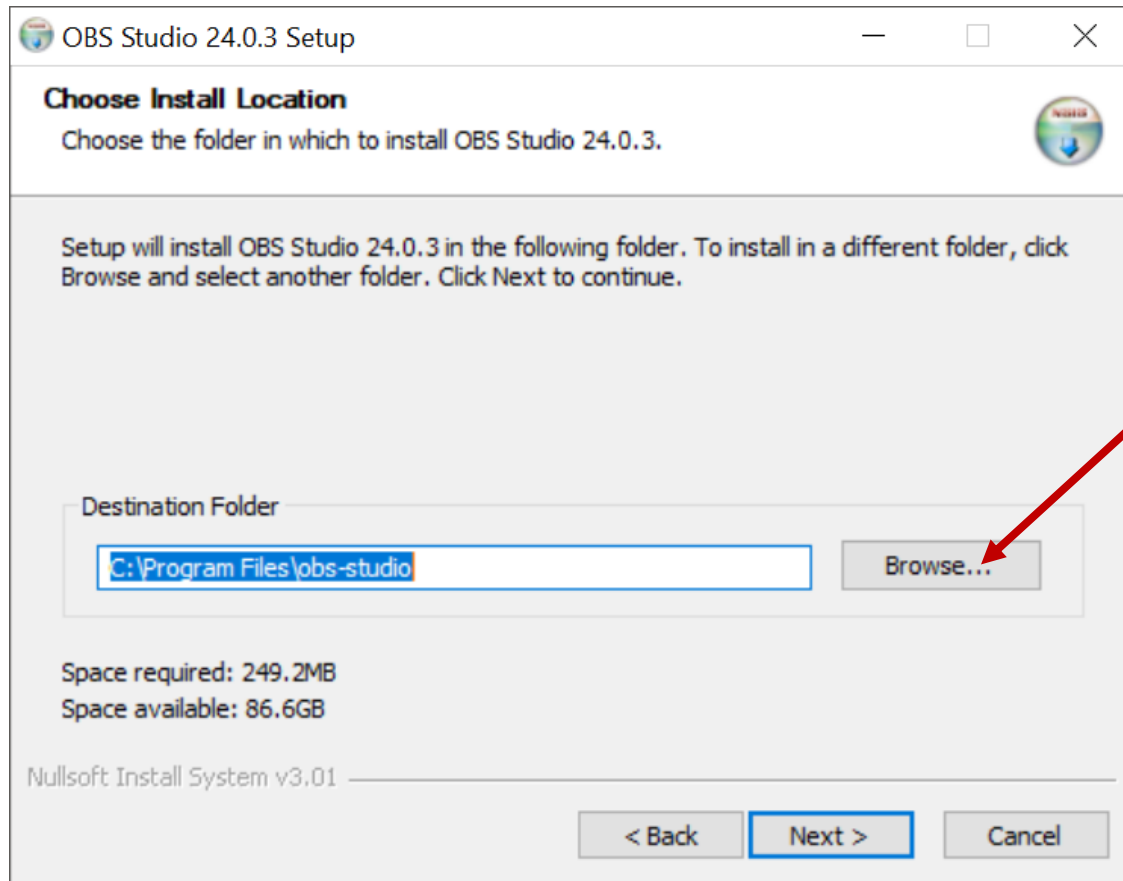 OBS Studio 24.0.3 Setup
Choose Install Location
Choose the folder in which to install OBS Studio 24.0.3.
NSIS
Setup will install OBS Studio 24.0.3 in the following folder. To install in a different folder, click
Browse and select another folder. Click Next to continue.
Destination Folder
C:\Program Files\obs-studio
Browse...
Space required: 249.2MB
Space available: 86.6GB
Nullsoft Install System v3.01
< Back
Next >
Cancel